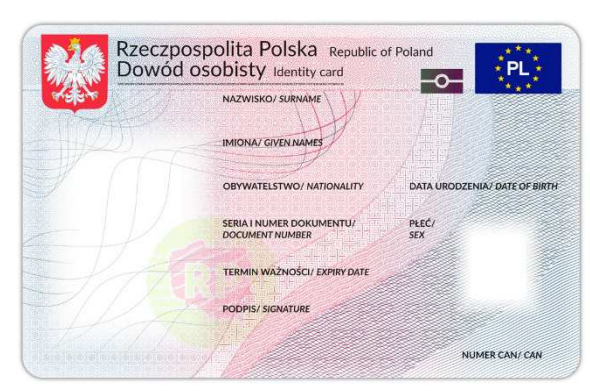 Rzeczpospolita Polska Republic of Poland
Dowód osobisty Identity card
PL
NAZWISKO/ SURNAME
IMIONA/ GIVEN NAMES
OBYWATELSTWO/ NATIONALITY
DATA URODZENIA/ DATE OF BIRTH
SERIA I NUMER DOKUMENTU/
DOCUMENT NUMBER
PŁEĆ/
SEX
TERMIN WAŻNOŚCI/ EXPIRY DATE
RP
PODPIS/ SIGNATURE
NUMER CAN/ CAN